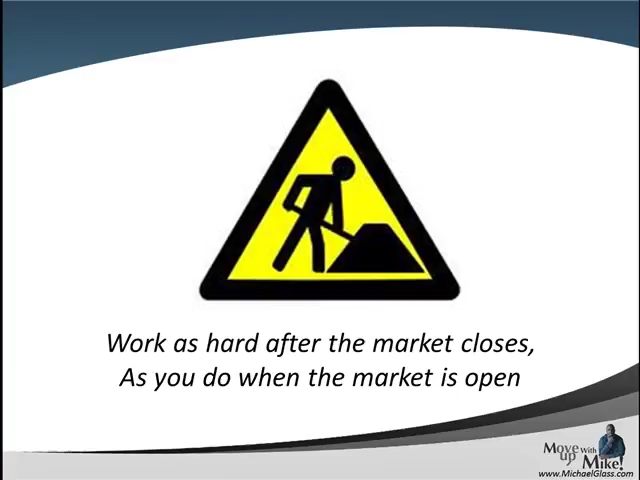 Work as hard after the market closes,
As you do when the market is open
Move up With Mike!
www.MichaelGlass.com